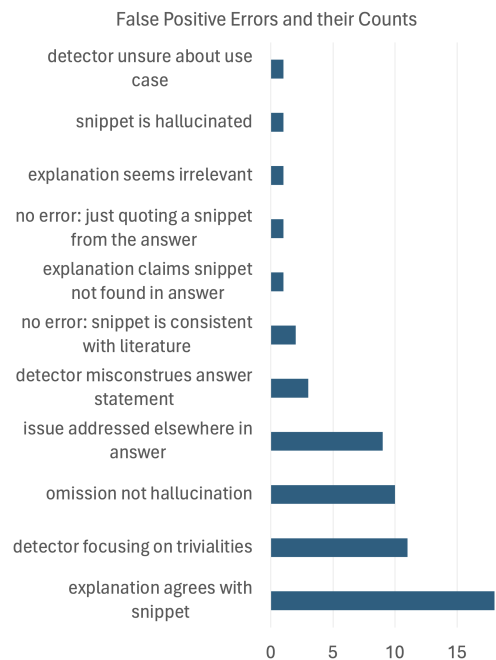 False Positive Errors and their Counts
detector unsure about use
case
snippet is hallucinated
explanation seems irrelevant
no error: just quoting a snippet
from the answer
explanation claims snippet
not found in answer
no error: snippet is consistent
with literature
detector misconstrues answer
statement
issue addressed elsewhere in
answer
omission not hallucination
detector focusing on trivialities
explanation agrees with
snippet
0 5 10 15